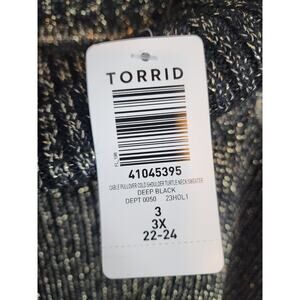 TORRID
41045395
CABLE PULLOVER COLD SHOULDER TURTLE NECK SWEATER
DEEP BLACK
DEPT 0050 23HOL1
3
3X
22-24